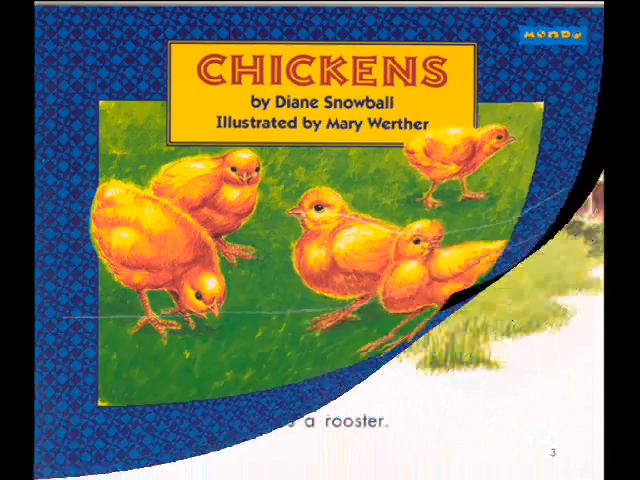 MONDO
CHICKENS
by Diane Snowball
Illustrated by Mary Werther
a rooster.
3